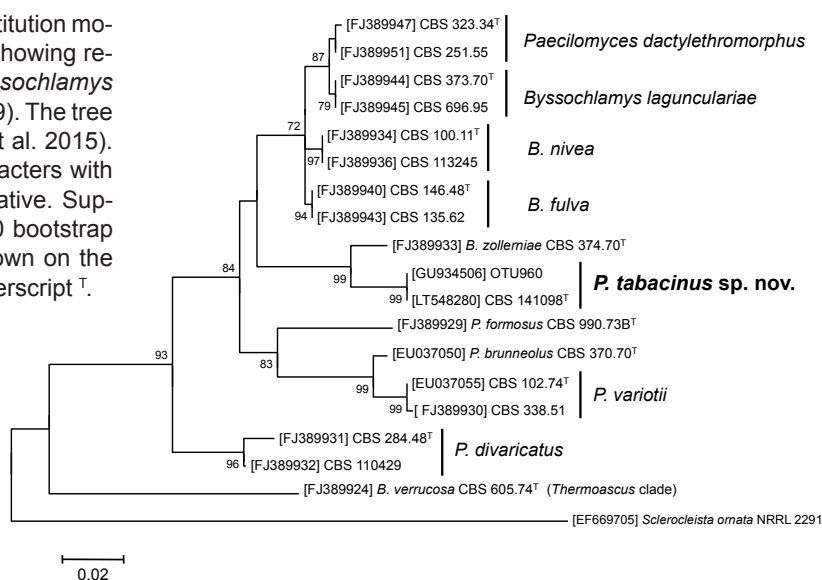 titution mo-
howing re-
sochlamys
9). The tree
t al. 2015).
acters with
ative. Sup-
0 bootstrap
own on the
erscript ᵀ.
[FJ389947] CBS 323.34ᵀ
[FJ389951] CBS 251.55
Paecilomyces dactylethromorphus
87
[FJ389944] CBS 373.70ᵀ
[FJ389945] CBS 696.95
Byssochlamys lagunculariae
79
72
[FJ389934] CBS 100.11ᵀ
[FJ389936] CBS 113245
B. nivea
97
[FJ389940] CBS 146.48ᵀ
[FJ389943] CBS 135.62
B. fulva
94
[FJ389933] B. zollerniae CBS 374.70ᵀ
84
99
[GU934506] OTU960
[LT548280] CBS 141098ᵀ
P. tabacinus sp. nov.
99
[FJ389929] P. formosus CBS 990.73Bᵀ
[EU037050] P. brunneolus CBS 370.70ᵀ
93
83
99
[EU037055] CBS 102.74ᵀ
[ FJ389930] CBS 338.51
P. variotii
99
[FJ389931] CBS 284.48ᵀ
[FJ389932] CBS 110429
P. divaricatus
96
[FJ389924] B. verrucosa CBS 605.74ᵀ (Thermoascus clade)
[EF669705] Sclerocleista ornata NRRL 2291
0.02